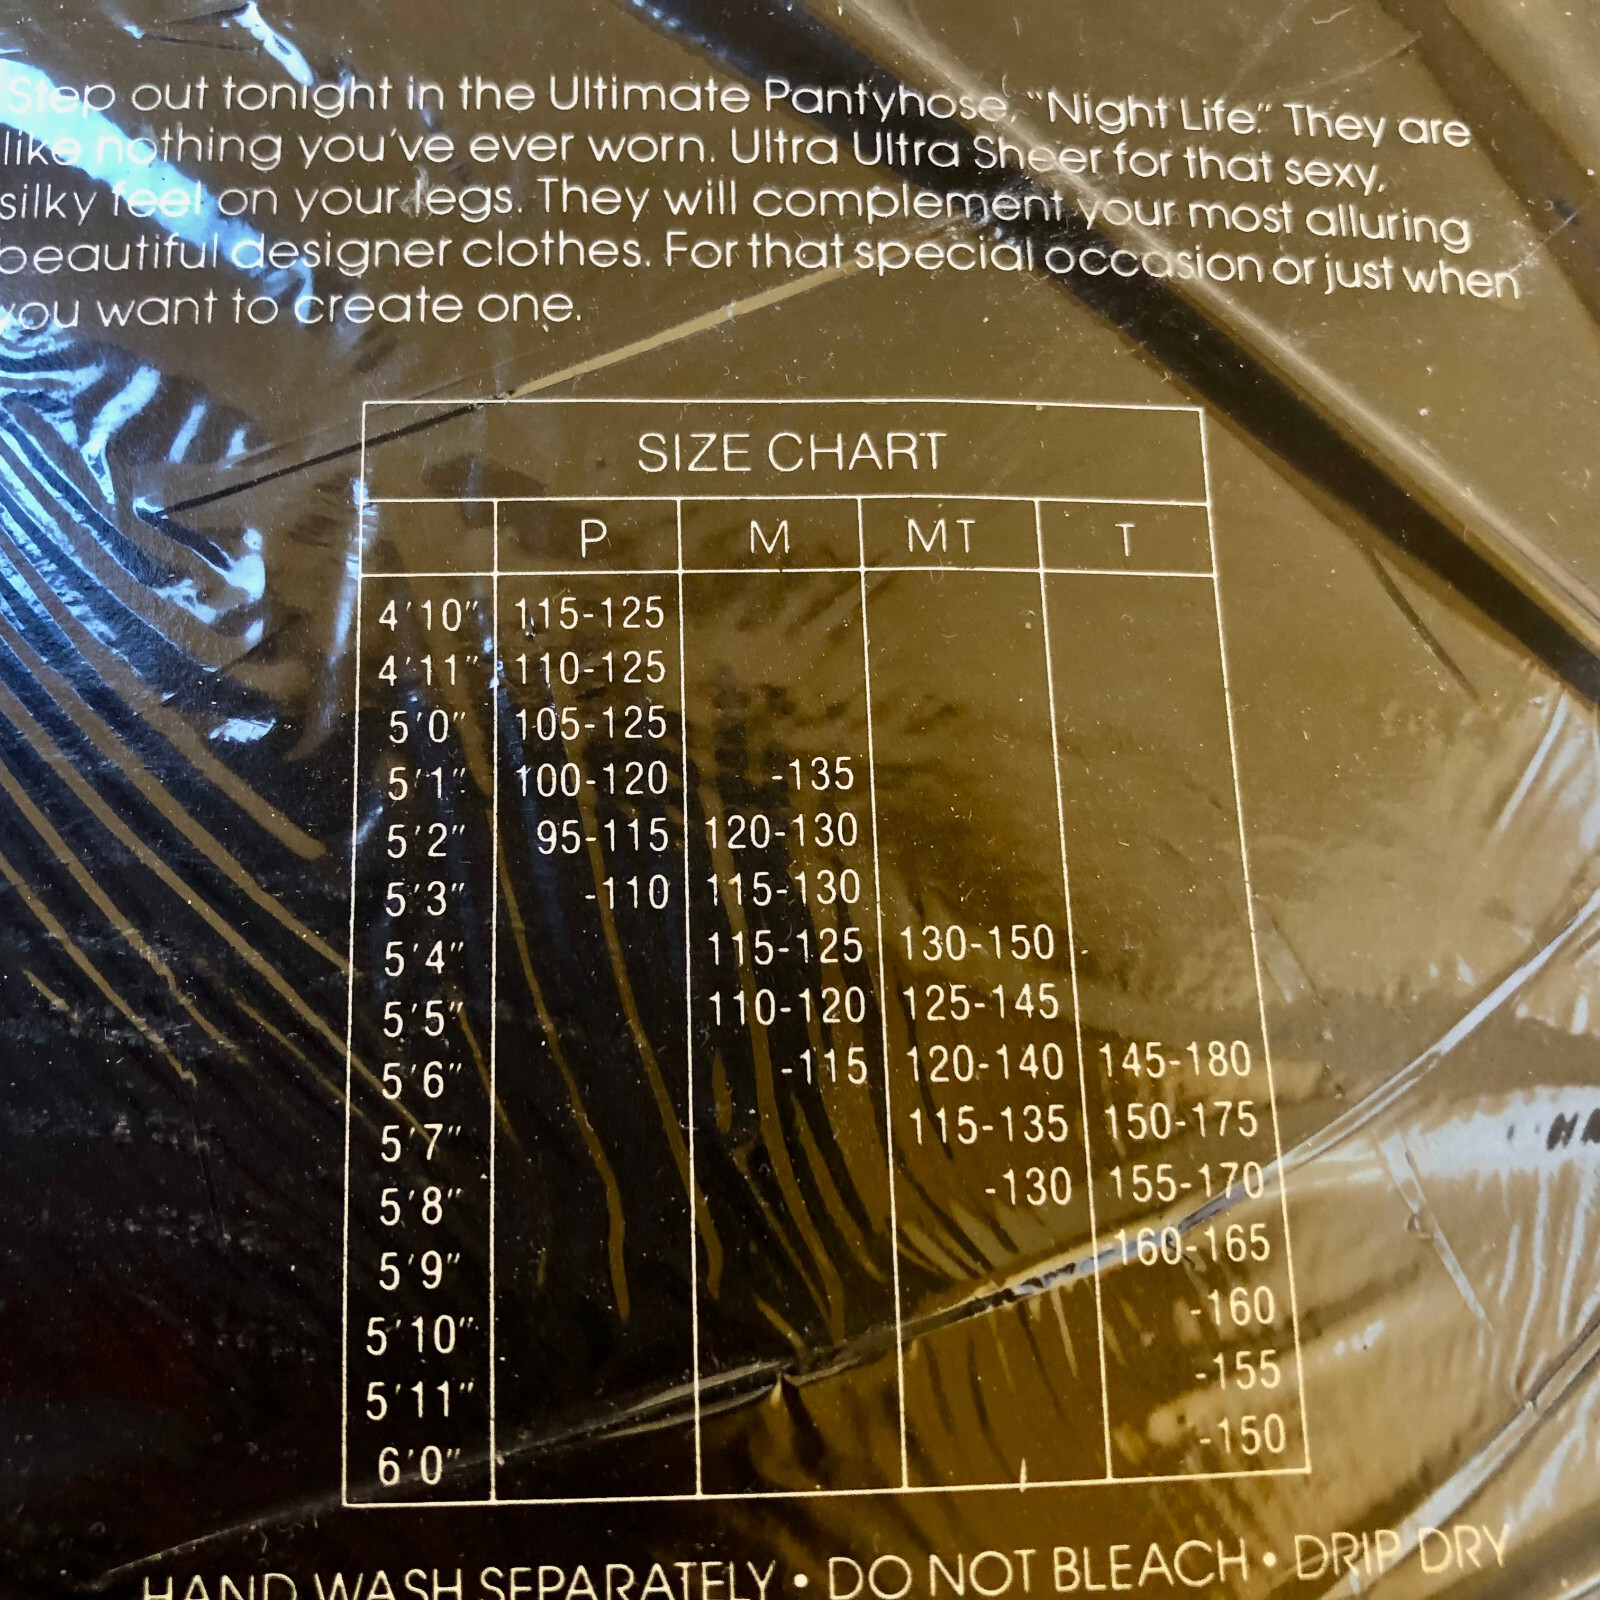 Step out tonight in the Ultimate Pantyhose, "Night Life." They are
like nothing you've ever worn. Ultra Ultra Sheer for that sexy,
silky feel on your legs. They will complement your most alluring
beautiful designer clothes. For that special occasion or just when
you want to create one.
SIZE CHART
P M MT T
4'10" 115-125
4'11" 110-125
5'0" 105-125
5'1" 100-120 -135
5'2" 95-115 120-130
5'3" -110 115-130
5'4" 115-125 130-150
5'5" 110-120 125-145
5'6" -115 120-140 145-180
5'7" 115-135 150-175
5'8" -130 155-170
5'9" 160-165
5'10" -160
5'11" -155
6'0" -150
HAND WASH SEPARATELY • DO NOT BLEACH • DRIP DRY